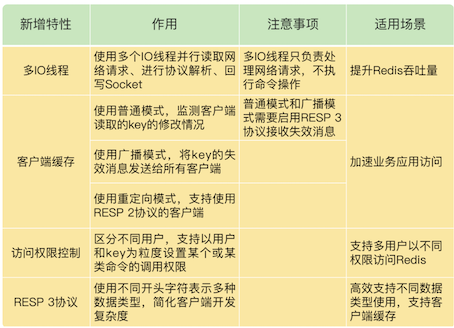 新增特性
作用
注意事项
适用场景
多IO线程
使用多个IO线程并行读取网
络请求、进行协议解析、回
写Socket
多IO线程只负责处
理网络请求，不执
行命令操作
提升Redis吞吐量
客户端缓存
使用普通模式，监测客户端
读取的key的修改情况
普通模式和广播模
式需要启用RESP 3
协议接收失效消息
加速业务应用访问
使用广播模式，将key的失
效消息发送给所有客户端
使用重定向模式，支持使用
RESP 2协议的客户端
访问权限控制
区分不同用户，支持以用户
和key为粒度设置某个或某
类命令的调用权限
支持多用户以不同
权限访问Redis
RESP 3协议
使用不同开头字符表示多种
数据类型，简化客户端开发
复杂度
高效支持不同数据
类型使用，支持客
户端缓存